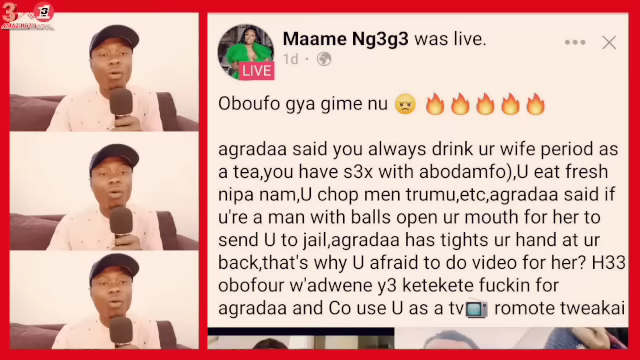 3
3
AMAZING TV
Maame Ng3g3 was live.
LIVE
1d ·
Oboufo gya gime nu 😠 🔥🔥🔥🔥🔥
agradaa said you always drink ur wife period as
a tea,you have s3x with abodamfo),U eat fresh
nipa nam,U chop men trumu,etc,agradaa said if
u're a man with balls open ur mouth for her to
send U to jail,agradaa has tights ur hand at ur
back,that's why U afraid to do video for her? H33
obofour w'adwene y3 ketekete fuckin for
agradaa and Co use U as a tv📺 romote tweakai